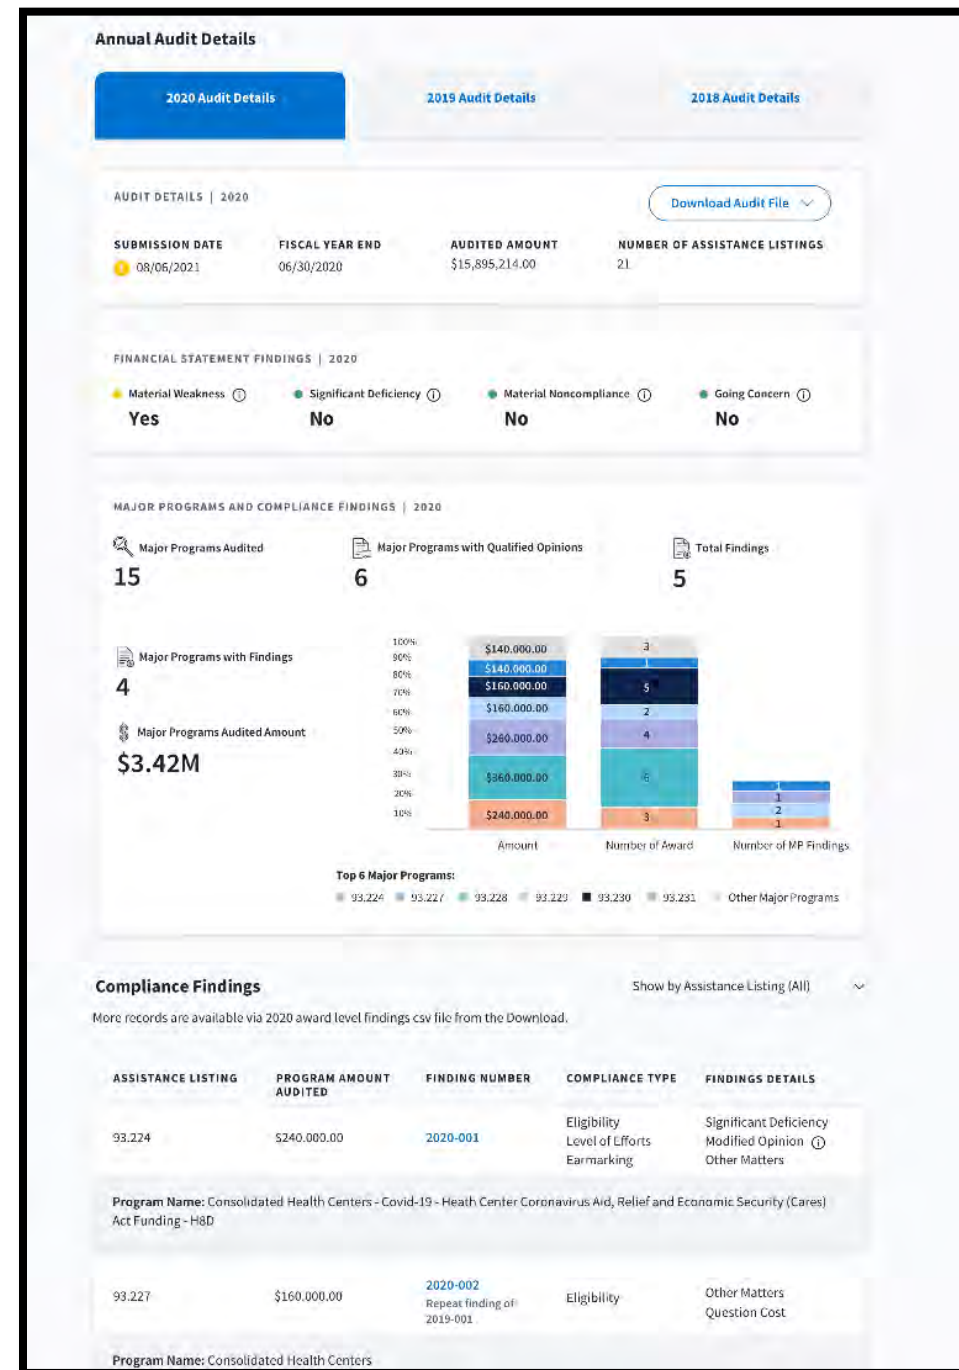 Annual Audit Details
2020 Audit Details
2019 Audit Details
2018 Audit Details
AUDIT DETAILS | 2020
Download Audit File
SUBMISSION DATE
FISCAL YEAR END
AUDITED AMOUNT
NUMBER OF ASSISTANCE LISTINGS
08/06/2021
06/30/2020
$15,895,214.00
21
FINANCIAL STATEMENT FINDINGS | 2020
Material Weakness
Significant Deficiency
Material Noncompliance
Going Concern
Yes
No
No
No
MAJOR PROGRAMS AND COMPLIANCE FINDINGS | 2020
Major Programs Audited
Major Programs with Qualified Opinions
Total Findings
15
6
5
Major Programs with Findings
4
Major Programs Audited Amount
$3.42M
100%
90%
80%
70%
60%
50%
40%
30%
20%
10%
$140.000.00
$140.000.00
$160.000.00
$160.000.00
$260.000.00
$360.000.00
$240.000.00
3
1
5
2
4
6
3
1
1
2
1
Amount
Number of Award
Number of MP Findings
Top 6 Major Programs:
93.224
93.227
93.228
93.229
93.230
93.231
Other Major Programs
Compliance Findings
Show by Assistance Listing (All)
More records are available via 2020 award level findings csv file from the Download.
ASSISTANCE LISTING
PROGRAM AMOUNT
AUDITED
FINDING NUMBER
COMPLIANCE TYPE
FINDINGS DETAILS
93.224
$240.000.00
2020-001
Eligibility
Level of Efforts
Earmarking
Significant Deficiency
Modified Opinion
Other Matters
Program Name: Consolidated Health Centers - Covid-19 - Heath Center Coronavirus Aid, Relief and Economic Security (Cares)
Act Funding - H8D
93.227
$160.000.00
2020-002
Repeat finding of
2019-001
Eligibility
Other Matters
Question Cost
Program Name: Consolidated Health Centers